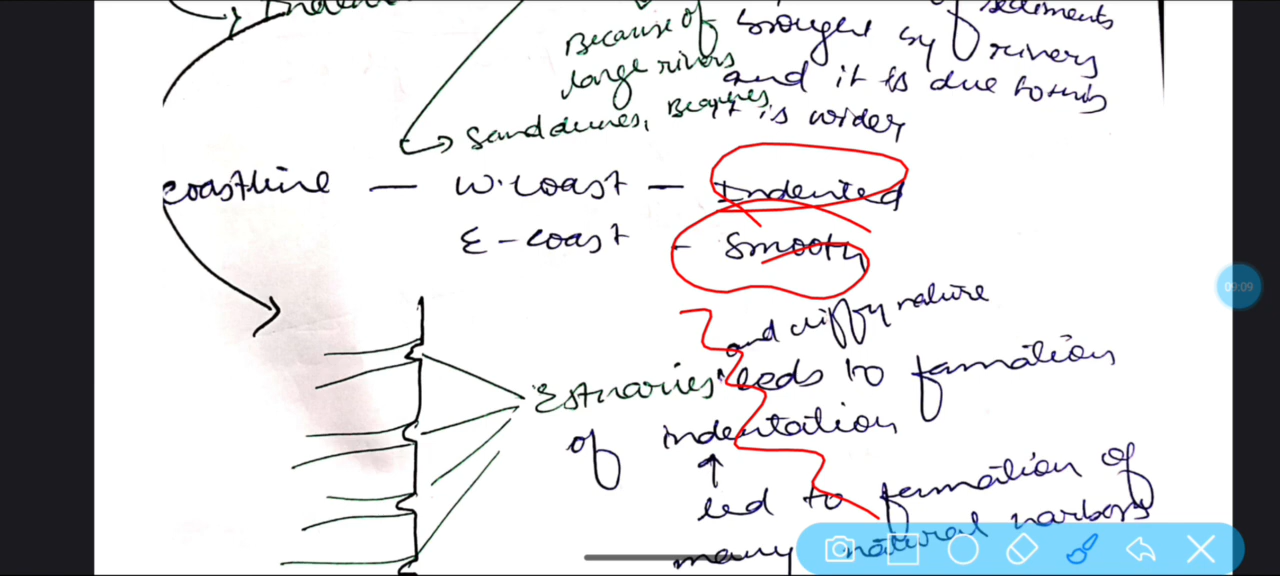 sediments
Because of brought by rivers
large rivers and it is due to this
Sand dunes, is wider
coastline — W. coast — Indented
E - coast - Smooth
and cliffy nature
Estuaries leads to formation
of indentation
↑
led to formation of
many natural harbors
09:09